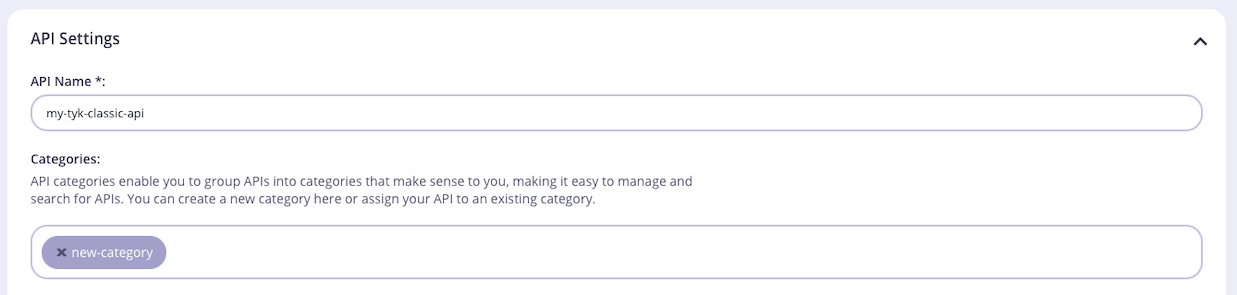 API Settings
API Name *:
my-tyk-classic-api
Categories:
API categories enable you to group APIs into categories that make sense to you, making it easy to manage and
search for APIs. You can create a new category here or assign your API to an existing category.
new-category